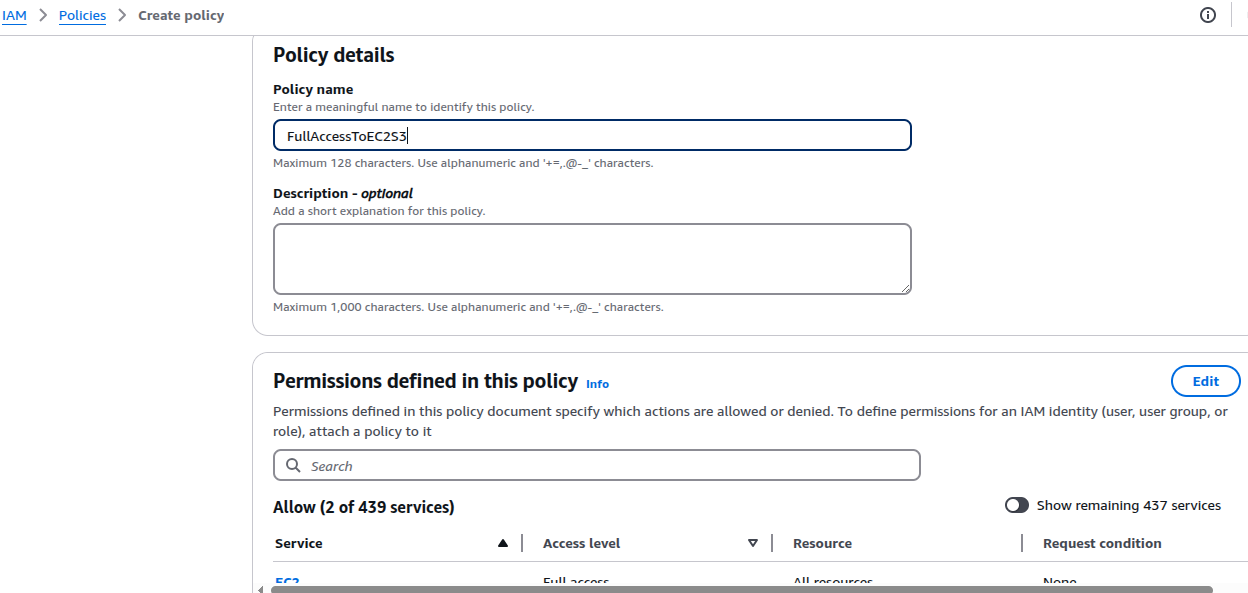 IAM > Policies > Create policy
Policy details
Policy name
Enter a meaningful name to identify this policy.
FullAccessToEC2S3
Maximum 128 characters. Use alphanumeric and '+=,.@-_' characters.
Description - optional
Add a short explanation for this policy.
Maximum 1,000 characters. Use alphanumeric and '+=,.@-_' characters.
Permissions defined in this policy Info
Edit
Permissions defined in this policy document specify which actions are allowed or denied. To define permissions for an IAM identity (user, user group, or
role), attach a policy to it
Search
Allow (2 of 439 services)
Show remaining 437 services
Service Access level Resource Request condition
EC2 Full access All resources None